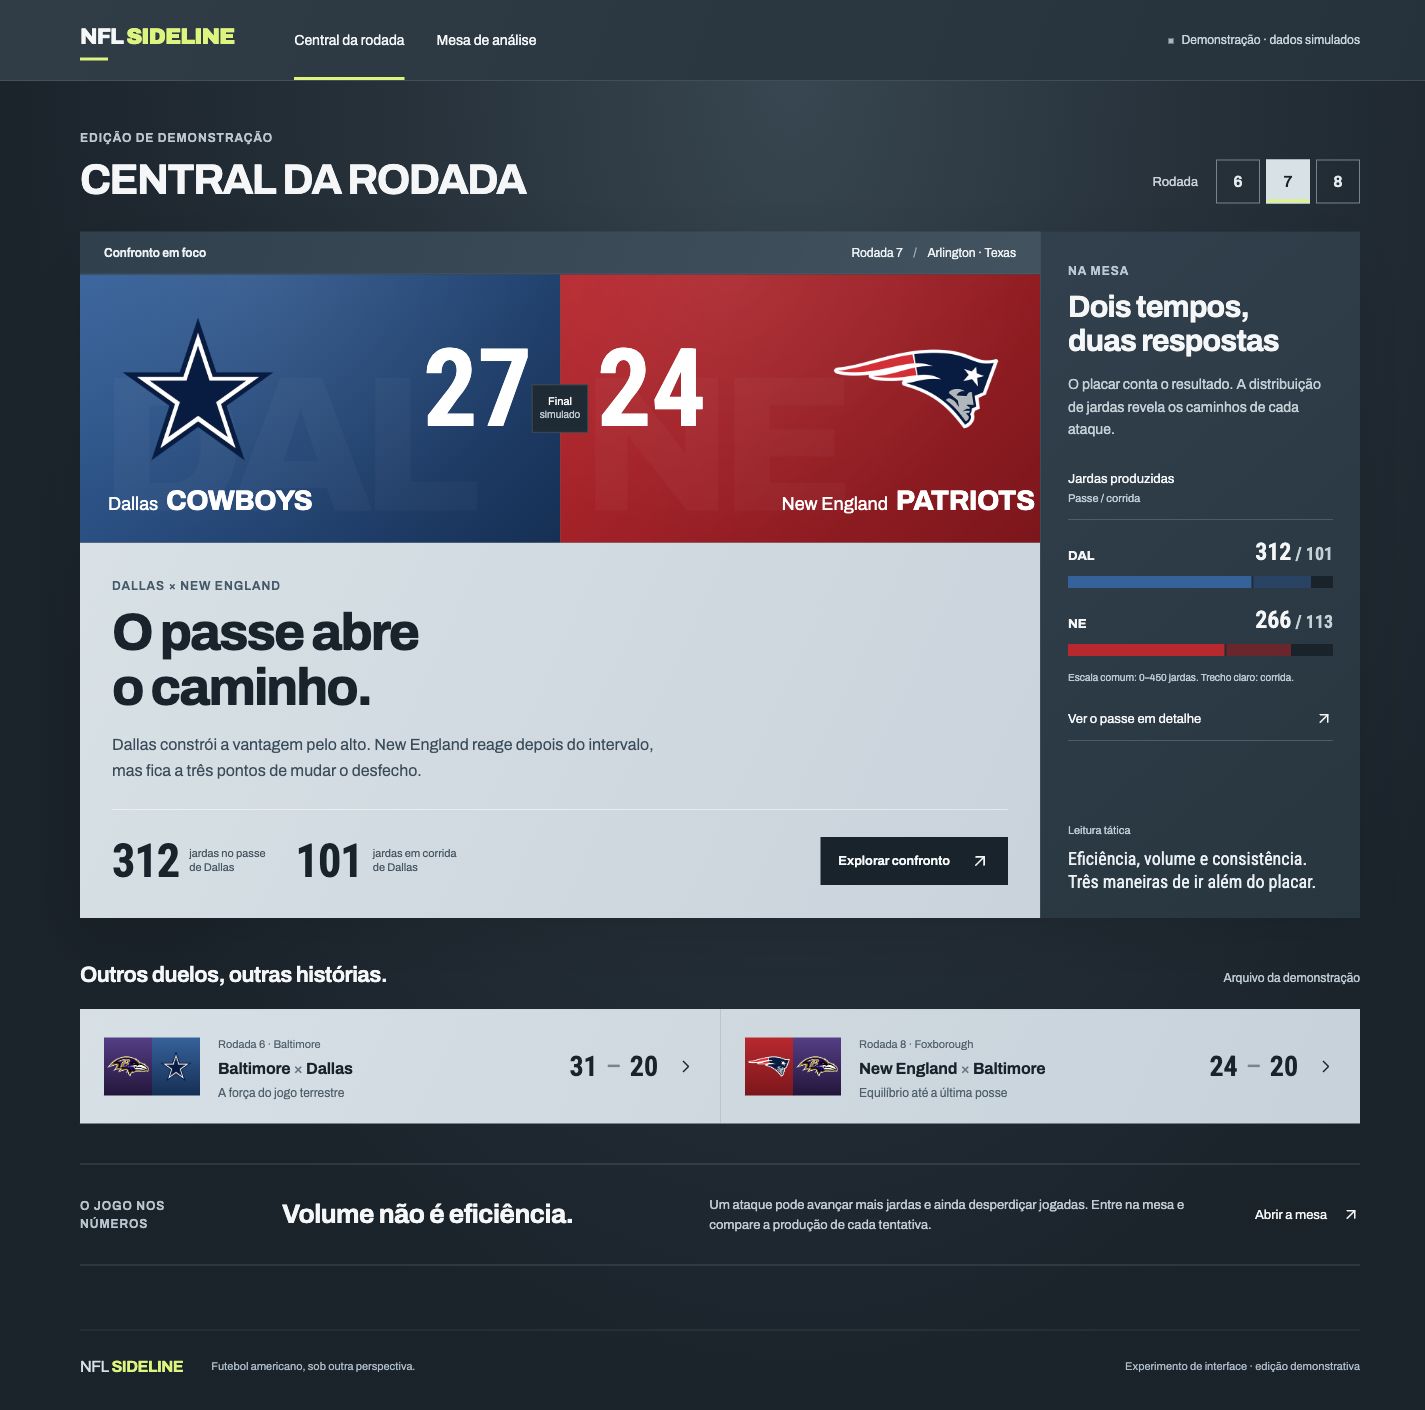 NFL SIDELINE
Central da rodada
Mesa de análise
Demonstração · dados simulados
EDIÇÃO DE DEMONSTRAÇÃO
CENTRAL DA RODADA
Rodada
6
7
8
Confronto em foco
Rodada 7 / Arlington · Texas
DAL
NE
27
Final
simulado
24
Dallas COWBOYS
New England PATRIOTS
DALLAS × NEW ENGLAND
O passe abre
o caminho.
Dallas constrói a vantagem pelo alto. New England reage depois do intervalo,
mas fica a três pontos de mudar o desfecho.
312
jardas no passe
de Dallas
101
jardas em corrida
de Dallas
Explorar confronto
NA MESA
Dois tempos,
duas respostas
O placar conta o resultado. A distribuição
de jardas revela os caminhos de cada
ataque.
Jardas produzidas
Passe / corrida
DAL
312 / 101
NE
266 / 113
Escala comum: 0–450 jardas. Trecho claro: corrida.
Ver o passe em detalhe
Leitura tática
Eficiência, volume e consistência.
Três maneiras de ir além do placar.
Outros duelos, outras histórias.
Arquivo da demonstração
Rodada 6 · Baltimore
Baltimore × Dallas
A força do jogo terrestre
31 – 20
Rodada 8 · Foxborough
New England × Baltimore
Equilíbrio até a última posse
24 – 20
O JOGO NOS
NÚMEROS
Volume não é eficiência.
Um ataque pode avançar mais jardas e ainda desperdiçar jogadas. Entre na mesa e
compare a produção de cada tentativa.
Abrir a mesa
NFL SIDELINE
Futebol americano, sob outra perspectiva.
Experimento de interface · edição demonstrativa